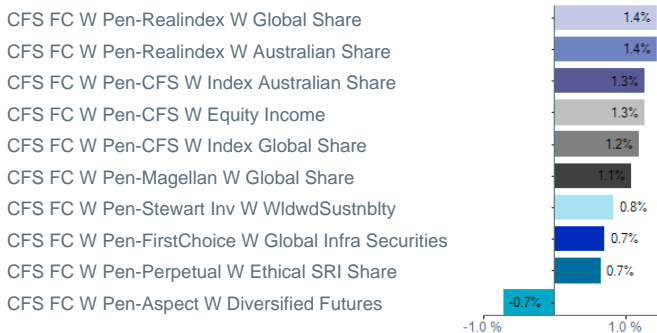 CFS FC W Pen-Realindex W Global Share 1.4%
CFS FC W Pen-Realindex W Australian Share 1.4%
CFS FC W Pen-CFS W Index Australian Share 1.3%
CFS FC W Pen-CFS W Equity Income 1.3%
CFS FC W Pen-CFS W Index Global Share 1.2%
CFS FC W Pen-Magellan W Global Share 1.1%
CFS FC W Pen-Stewart Inv W WldwdSustnblty 0.8%
CFS FC W Pen-FirstChoice W Global Infra Securities 0.7%
CFS FC W Pen-Perpetual W Ethical SRI Share 0.7%
CFS FC W Pen-Aspect W Diversified Futures -0.7%
-1.0 % 1.0 %